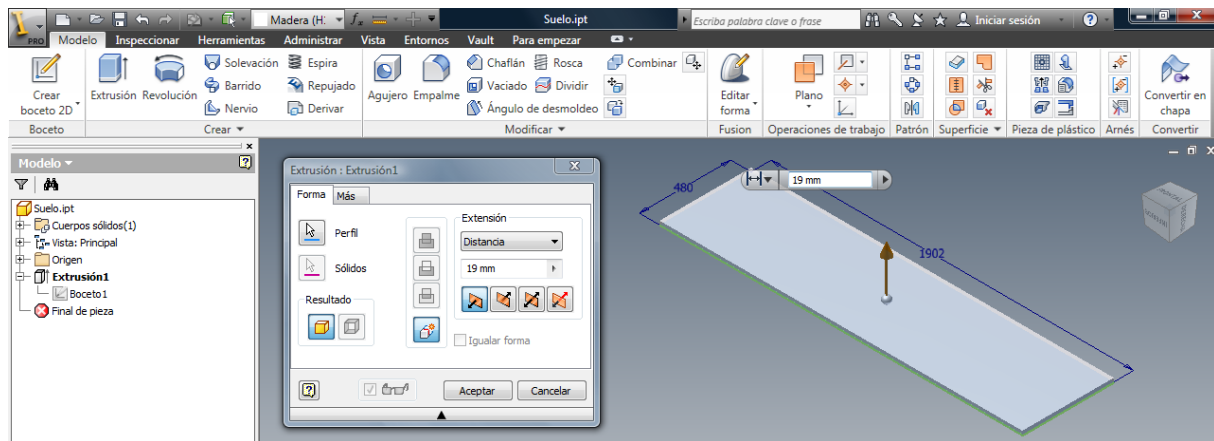 Madera (H:
Suelo.ipt
Escriba palabra clave o frase
Iniciar sesión
PRO
Modelo Inspeccionar Herramientas Administrar Vista Entornos Vault Para empezar
Crear boceto 2D
Extrusión
Revolución
Solevación
Barrido
Nervio
Espira
Repujado
Derivar
Agujero
Empalme
Chaflán
Vaciado
Ángulo de desmoldeo
Rosca
Dividir
Combinar
Editar forma
Plano
Convertir en chapa
Boceto
Crear
Modificar
Fusion
Operaciones de trabajo
Patrón
Superficie
Pieza de plástico
Arnés
Convertir
Modelo
Suelo.ipt
Cuerpos sólidos(1)
Vista: Principal
Origen
Extrusión1
Boceto1
Final de pieza
Extrusión : Extrusión1
Forma
Más
Perfil
Sólidos
Resultado
Extensión
Distancia
19 mm
Igualar forma
Aceptar
Cancelar
480
19 mm
1902